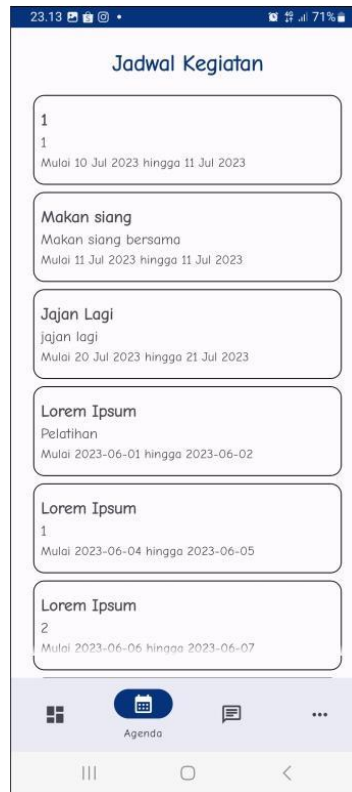 23.13
71%
Jadwal Kegiatan
1
1
Mulai 10 Jul 2023 hingga 11 Jul 2023
Makan siang
Makan siang bersama
Mulai 11 Jul 2023 hingga 11 Jul 2023
Jajan Lagi
jajan lagi
Mulai 20 Jul 2023 hingga 21 Jul 2023
Lorem Ipsum
Pelatihan
Mulai 2023-06-01 hingga 2023-06-02
Lorem Ipsum
1
Mulai 2023-06-04 hingga 2023-06-05
Lorem Ipsum
2
Mulai 2023-06-06 hingga 2023-06-07
Agenda